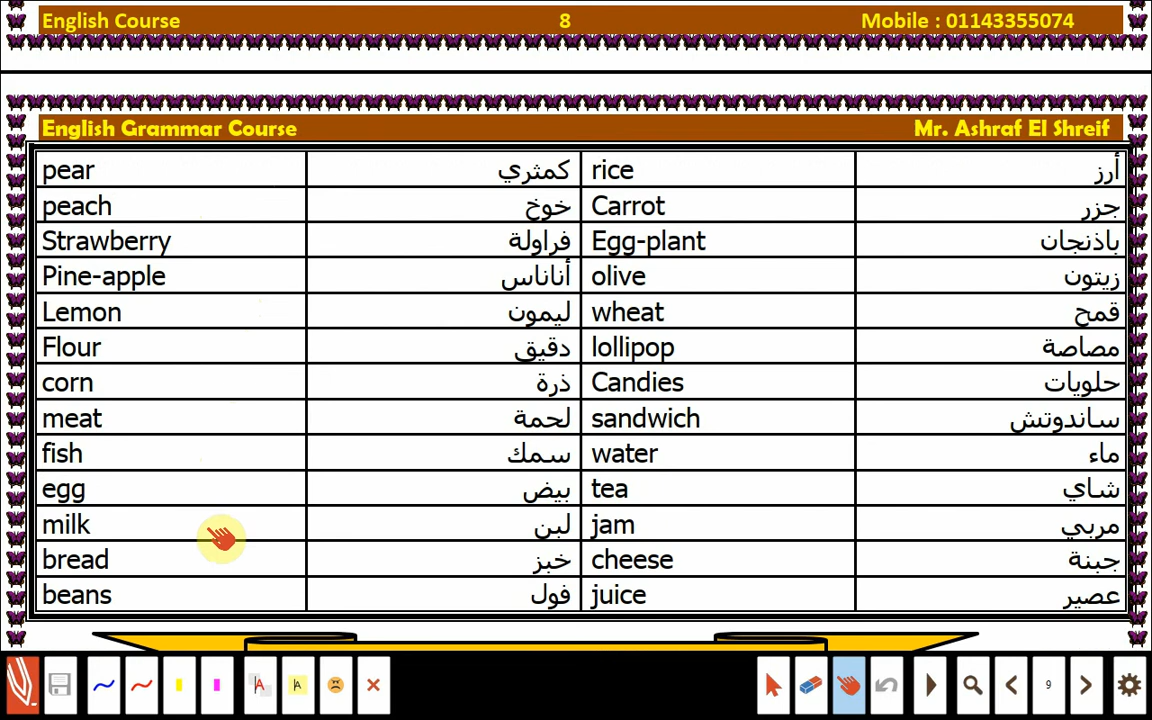 English Course 8 Mobile : 01143355074
English Grammar Course Mr. Ashraf El Shreif
pear كمثري rice أرز
peach خوخ Carrot جزر
Strawberry فراولة Egg-plant باذنجان
Pine-apple أناناس olive زيتون
Lemon ليمون wheat قمح
Flour دقيق lollipop مصاصة
corn ذرة Candies حلويات
meat لحمة sandwich ساندوتش
fish سمك water ماء
egg بيض tea شاي
milk لبن jam مربي
bread خبز cheese جبنة
beans فول juice عصير
9